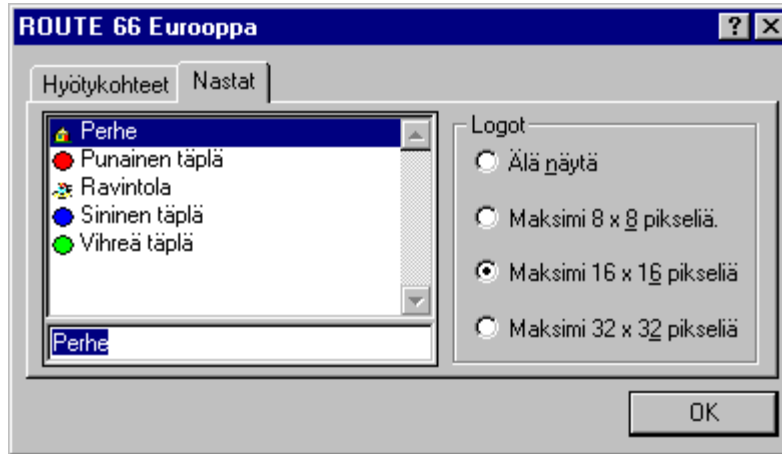 ROUTE 66 Eurooppa
Hyötykohteet
Nastat
Perhe
Punainen täplä
Ravintola
Sininen täplä
Vihreä täplä
Perhe
Logot
Älä näytä
Maksimi 8 x 8 pikseliä.
Maksimi 16 x 16 pikseliä
Maksimi 32 x 32 pikseliä
OK